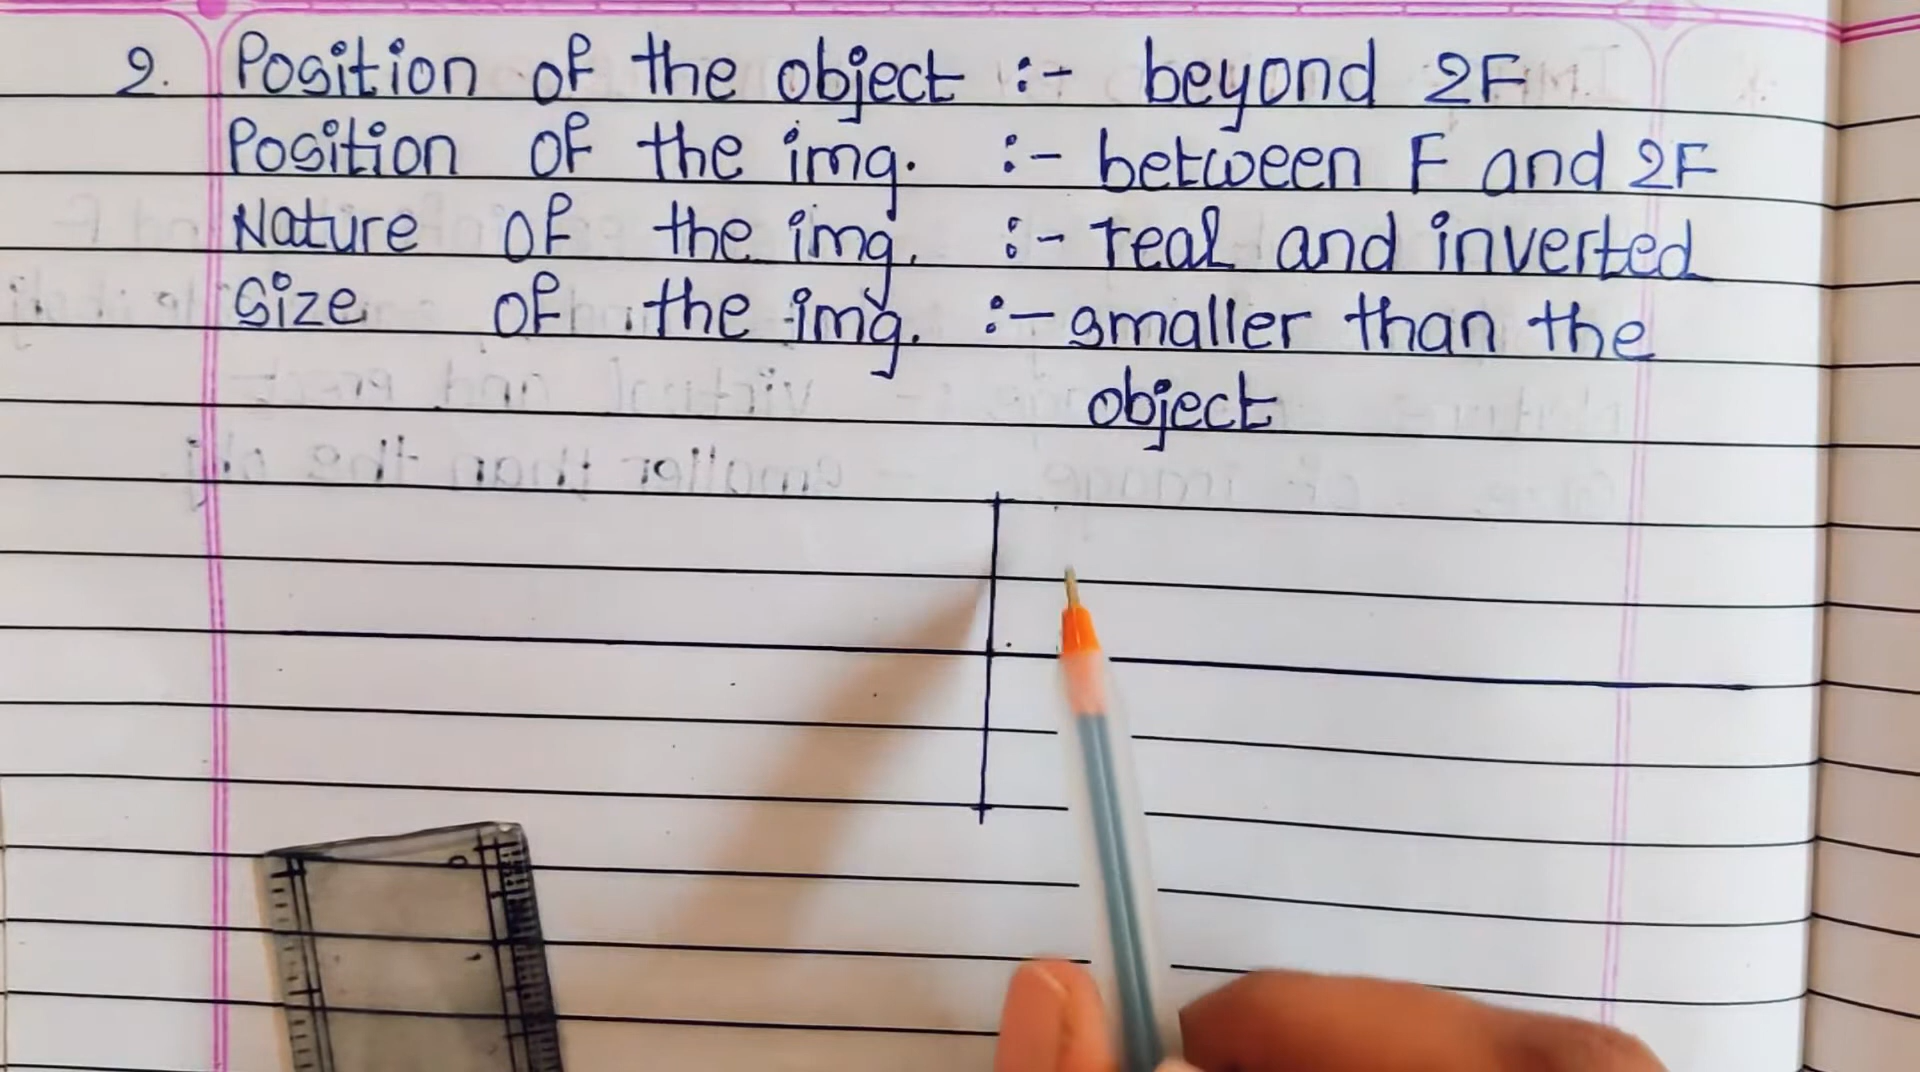 2. Position of the object :- beyond 2F
Position of the img. :- between F and 2F
Nature of the img. :- real and inverted
Size of the img. :- smaller than the
object